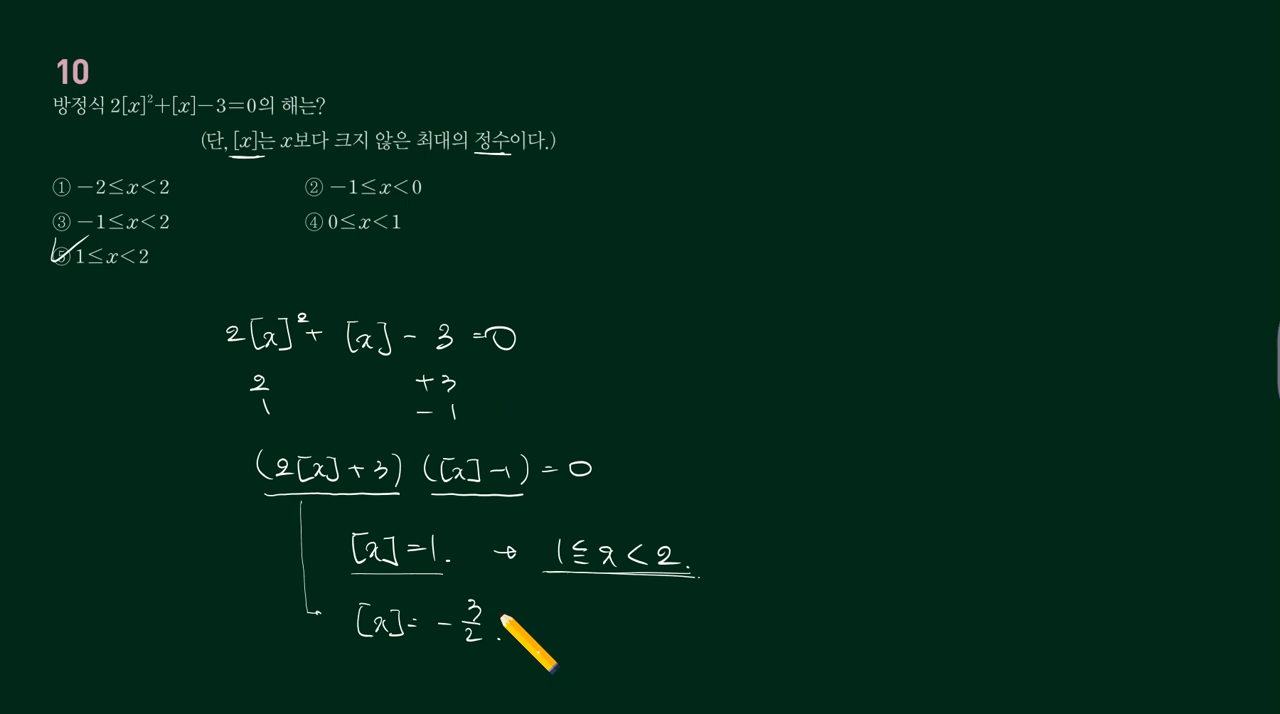 10
방정식 2[x]²+[x]-3=0의 해는?
(단, [x]는 x보다 크지 않은 최대의 정수이다.)
① -2≤x<2 ② -1≤x<0
③ -1≤x<2 ④ 0≤x<1
⑤ 1≤x<2
2[x]²+ [x] - 3 =0
2 +3
1 - 1
(2[x]+3) ([x]-1) = 0
[x]=1. → 1≦x<2.
[x]= -3/2.